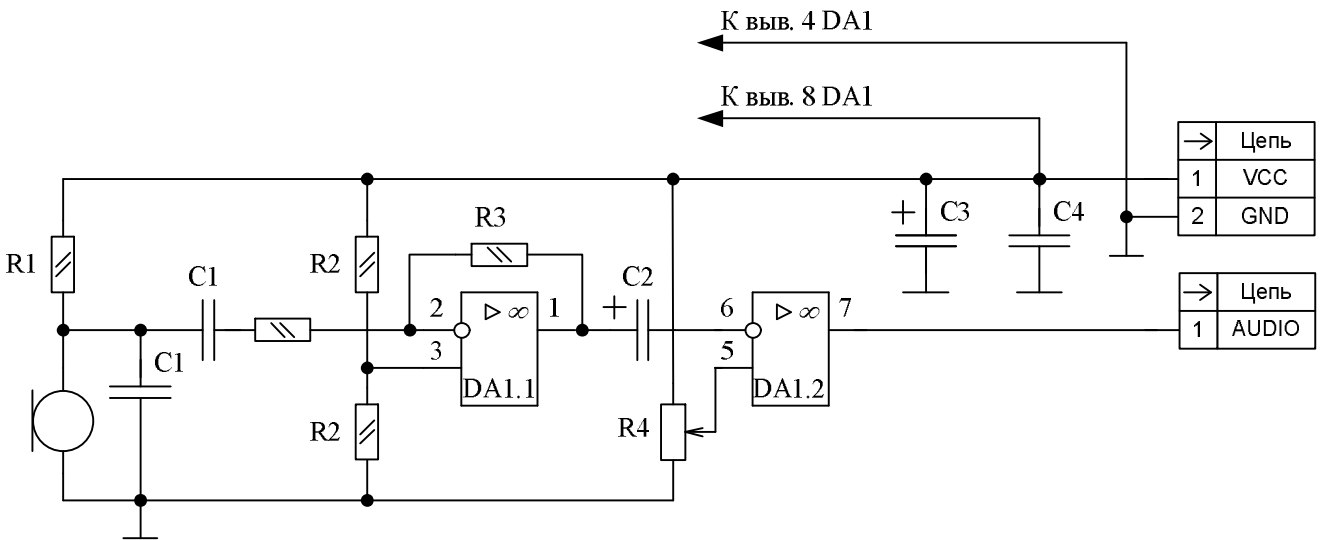 К выв. 4 DA1
К выв. 8 DA1
Цепь
1 VCC
2 GND
+ C3
C4
R1
R2
R3
C1
C2
+
2
1
6
7
3
5
▷ ∞
▷ ∞
DA1.1
DA1.2
Цепь
1 AUDIO
C1
R2
R4